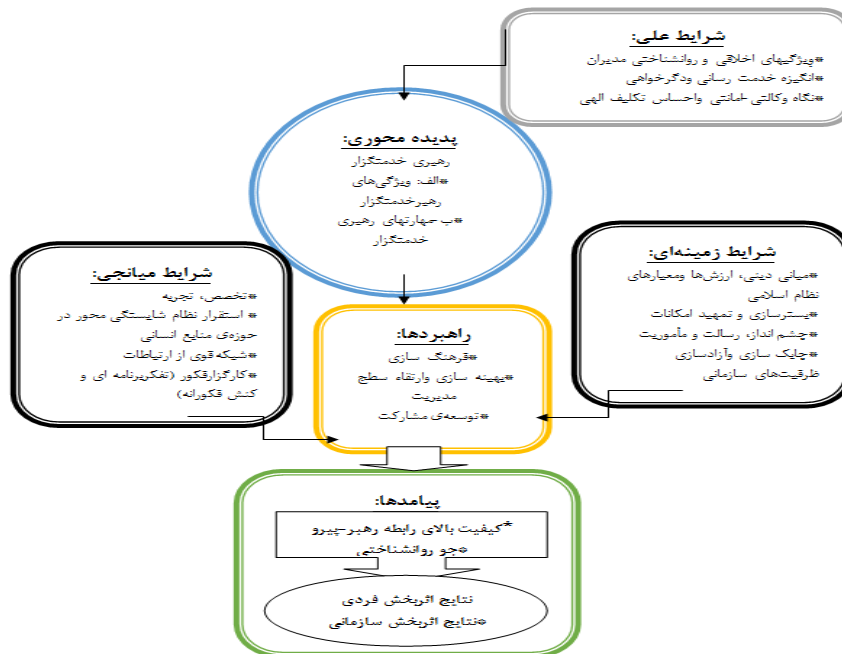 شرایط علی:
*ویژگیهای اخلاقی و روانشناختی مدیران
*انگیزه خدمت رسانی ودگرخواهی
*نگاه وکالتی-امانتی واحساس تکلیف الهی
پدیده محوری:
رهبری خدمتگزار
*الف: ویژگی‌های
رهبرخدمتگزار
*ب-مهارتهای رهبری
خدمتگزار
شرایط زمینه‌ای:
*مبانی دینی، ارزش‌ها ومعیارهای
نظام اسلامی
*بسترسازی و تمهید امکانات
*چشم انداز، رسالت و مأموریت
*چابک سازی وآزادسازی
ظرفیت‌های سازمانی
شرایط میانجی:
*تخصص، تجربه
* استقرار نظام شایستگی محور در
حوزه‌ی منابع انسانی
*شبکه قوی از ارتباطات
*کارگزارفکور (تفکربرنامه ای و
کنش فکورانه)
راهبردها:
*فرهنگ سازی
*بهینه سازی وارتقاء سطح
مدیریت
*توسعه‌ی مشارکت
پیامدها:
*کیفیت بالای رابطه رهبر-پیرو
*جو روانشناختی
نتایج اثربخش فردی
*نتایج اثربخش سازمانی